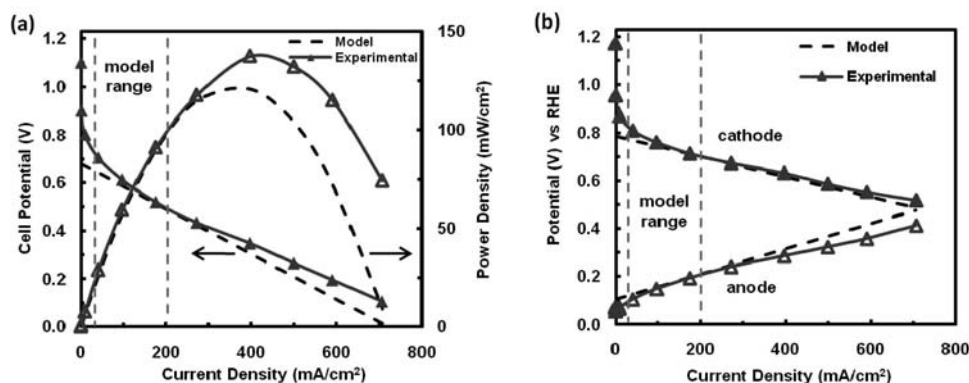 (a)
Cell Potential (V)
1.2
1.0
0.8
0.6
0.4
0.2
0.0
0
200
400
600
800
Current Density (mA/cm²)
150
100
50
0
Power Density (mW/cm²)
model
range
Model
Experimental
(b)
Potential (V) vs RHE
1.2
1.0
0.8
0.6
0.4
0.2
0.0
0
200
400
600
800
Current Density (mA/cm²)
Model
Experimental
cathode
model
range
anode